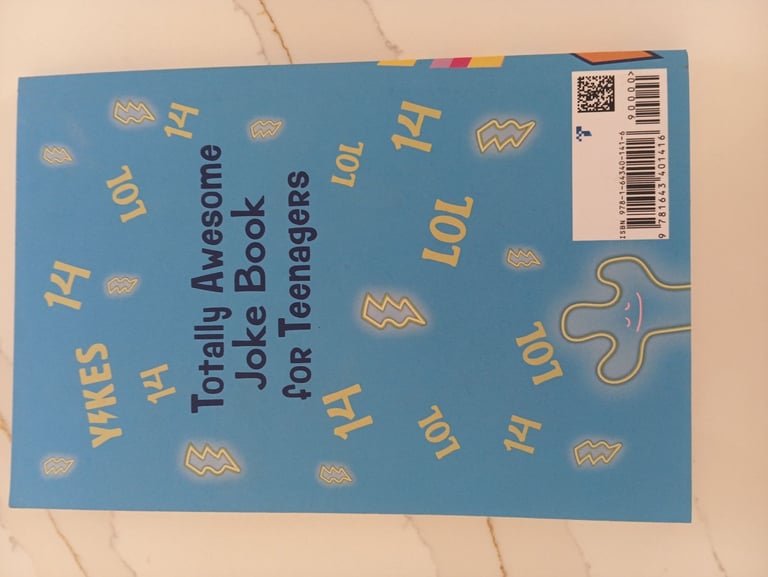 14
YIKES
LOL
14
14
Totally Awesome
Joke Book
for Teenagers
14
LOL
14
LOL
LOL
14
LOL
ISBN 978-1-64340-141-6
90000>
9 781643 401416